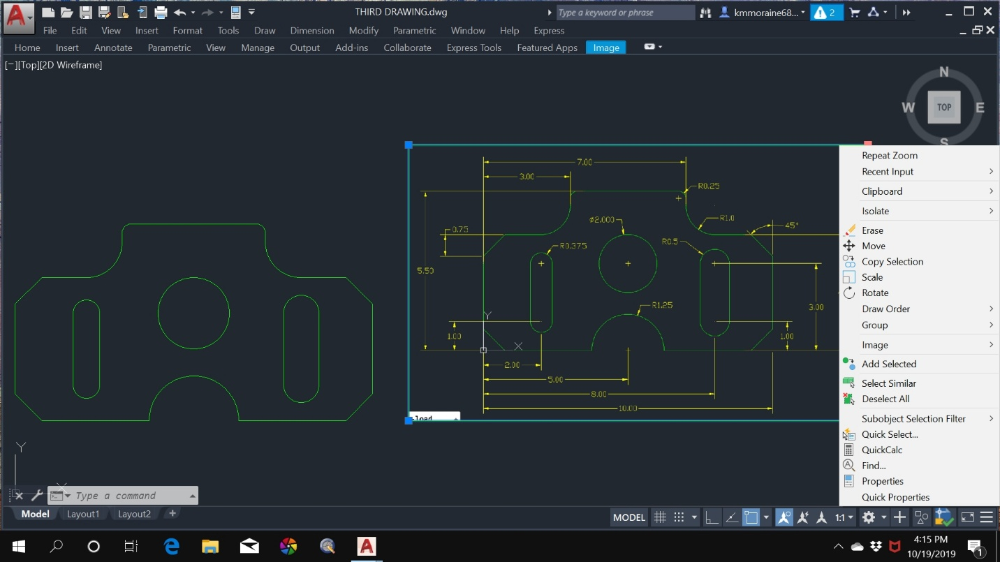 THIRD DRAWING.dwg
Type a keyword or phrase
kmmoraine68...
2
File Edit View Insert Format Tools Draw Dimension Modify Parametric Window Help Express
Home Insert Annotate Parametric View Manage Output Add-ins Collaborate Express Tools Featured Apps Image
[−][Top][2D Wireframe]
N
W TOP E
S
7.00
3.00
R0.25
0.75
Ø2.000
R1.0
45°
R0.375
R0.5
5.50
R1.25
3.00
Y
1.00
X
1.00
2.00
5.00
8.00
10.00
-load
Repeat Zoom
Recent Input
Clipboard
Isolate
Erase
Move
Copy Selection
Scale
Rotate
Draw Order
Group
Image
Add Selected
Select Similar
Deselect All
Subobject Selection Filter
Quick Select...
QuickCalc
Find...
Properties
Quick Properties
Y
X
Type a command
Model Layout1 Layout2 +
MODEL 1:1
4:15 PM
10/19/2019
1